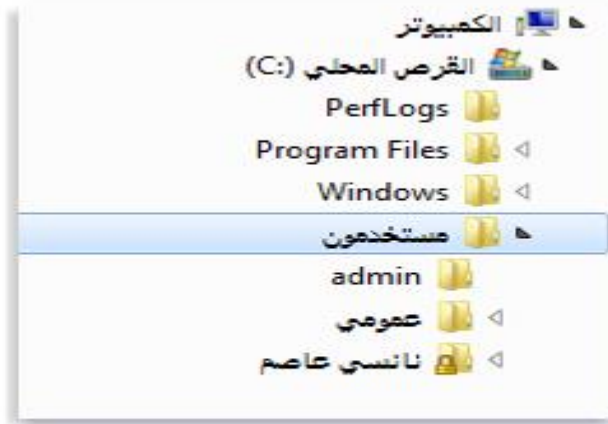 الكمبيوتر
القرص المحلي (C:)
PerfLogs
Program Files
Windows
مستخدمون
admin
عمومي
نانسي عاصم